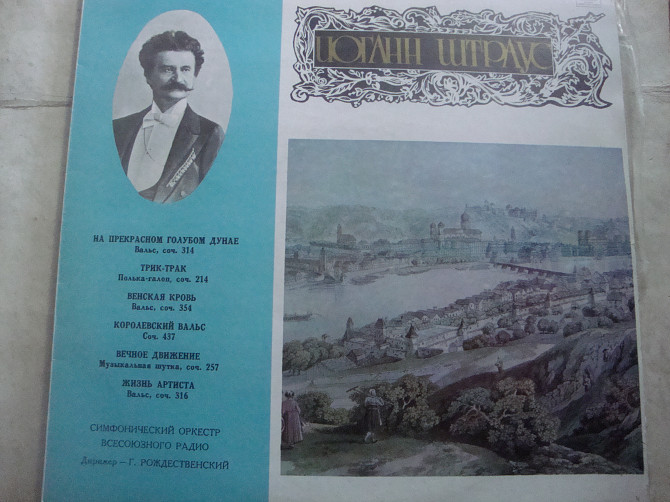 ИОГАНН ШТРАУС
НА ПРЕКРАСНОМ ГОЛУБОМ ДУНАЕ
Вальс, соч. 314
ТРИК-ТРАК
Полька-галоп, соч. 214
ВЕНСКАЯ КРОВЬ
Вальс, соч. 354
КОРОЛЕВСКИЙ ВАЛЬС
Соч. 437
ВЕЧНОЕ ДВИЖЕНИЕ
Музыкальная шутка, соч. 257
ЖИЗНЬ АРТИСТА
Вальс, соч. 316
СИМФОНИЧЕСКИЙ ОРКЕСТР
ВСЕСОЮЗНОГО РАДИО
Дирижер — Г. РОЖДЕСТВЕНСКИЙ